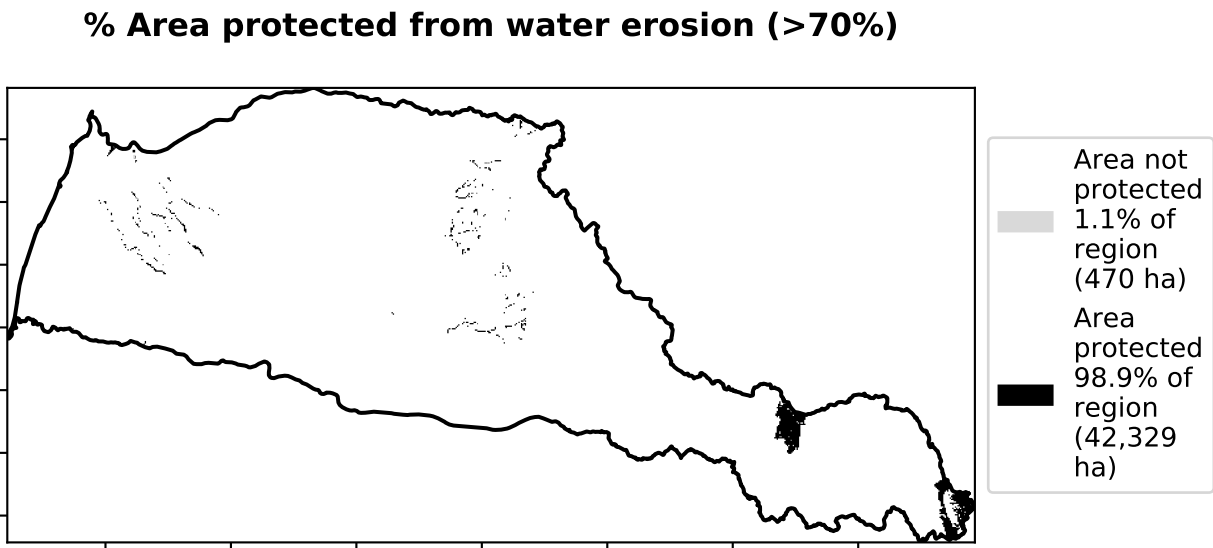 % Area protected from water erosion (>70%)
Area not
protected
1.1% of
region
(470 ha)
Area
protected
98.9% of
region
(42,329
ha)